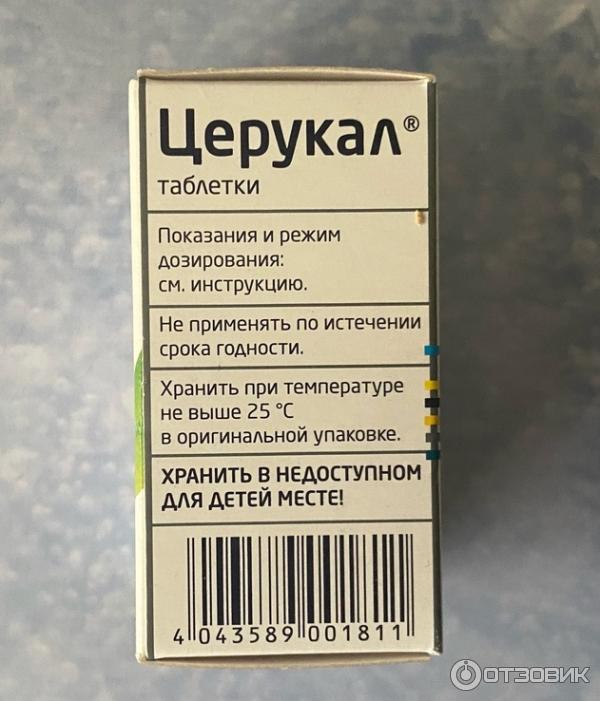 Церукал®
таблетки
Показания и режим
дозирования:
см. инструкцию.
Не применять по истечении
срока годности.
Хранить при температуре
не выше 25 °C
в оригинальной упаковке.
ХРАНИТЬ В НЕДОСТУПНОМ
ДЛЯ ДЕТЕЙ МЕСТЕ!
4 043589 001811
ОТЗОВИК